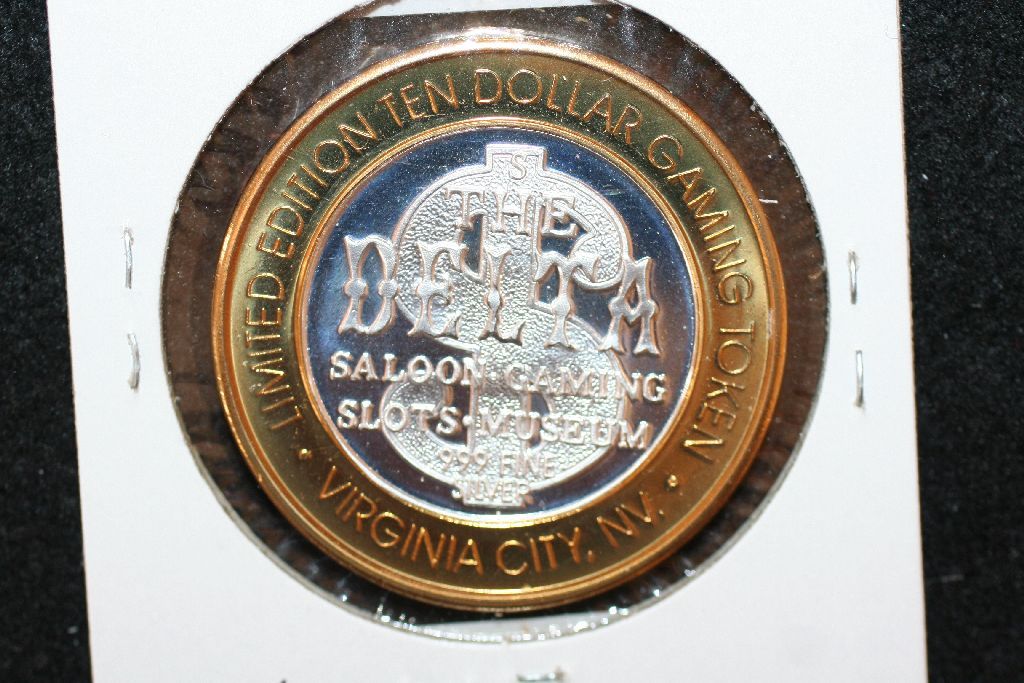 LIMITED EDITION TEN DOLLAR GAMING TOKEN
S
THE
DELTA
SALOON · GAMING
SLOTS · MUSEUM
.999 FINE
SILVER
· VIRGINIA CITY, NV. ·